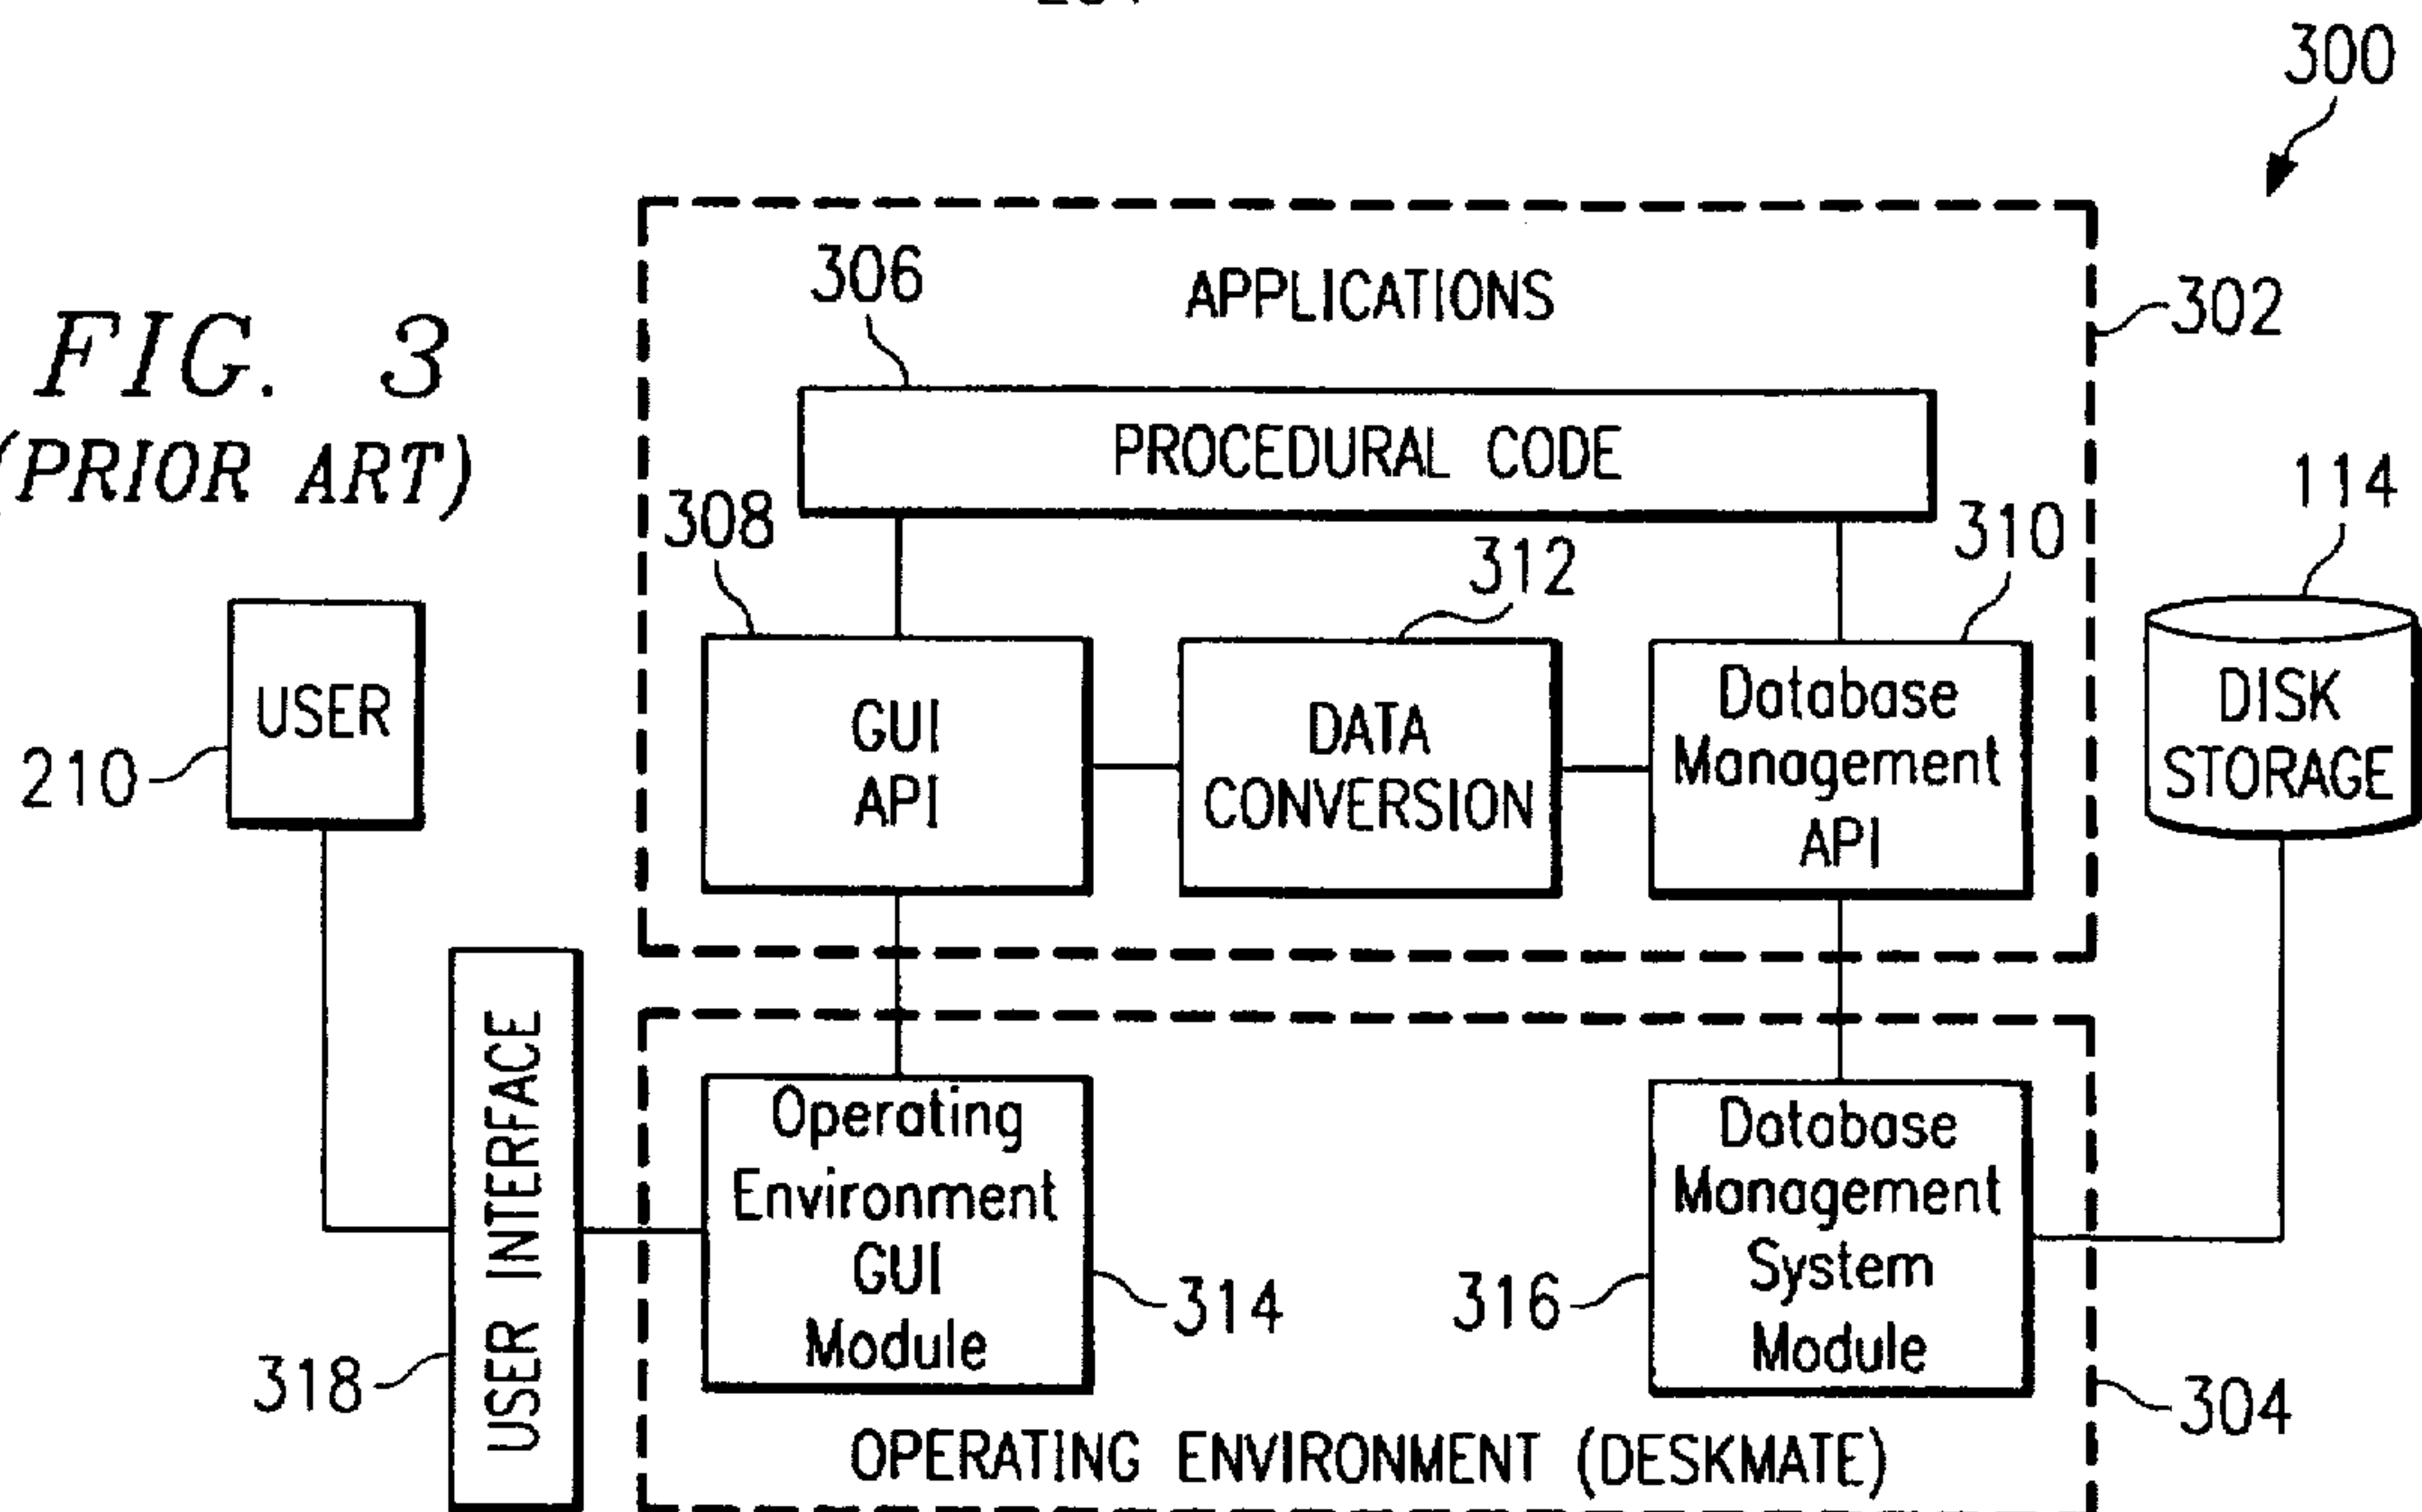 300
306
APPLICATIONS
302
FIG. 3
(PRIOR ART)
PROCEDURAL CODE
308
312
310
114
USER
210
GUI
API
DATA
CONVERSION
Database
Management
API
DISK
STORAGE
USER INTERFACE
318
Operating
Environment
GUI
Module
314
316
Database
Management
System
Module
304
OPERATING ENVIRONMENT (DESKMATE)